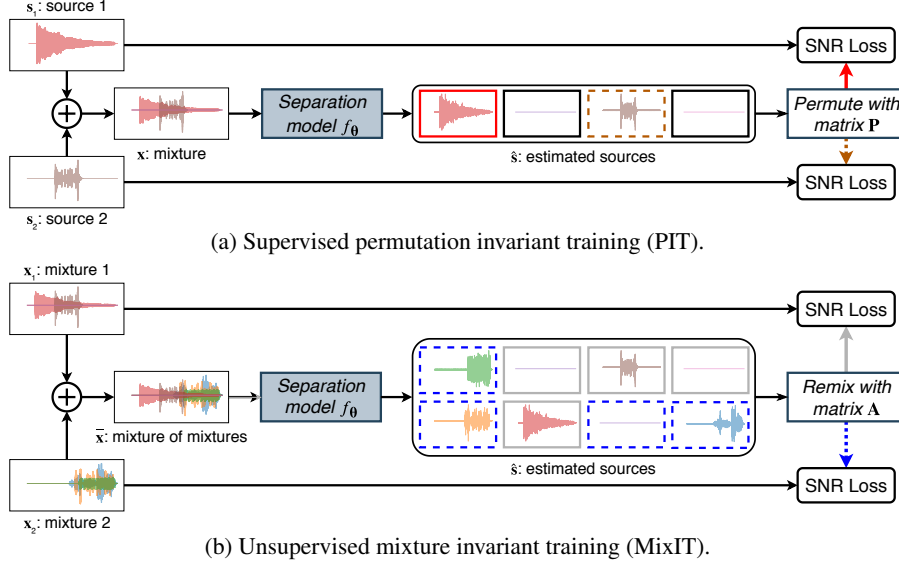 s₁: source 1
SNR Loss
Separation
model f_θ
Permute with
matrix P
x: mixture
ŝ: estimated sources
SNR Loss
s₂: source 2
(a) Supervised permutation invariant training (PIT).
x₁: mixture 1
SNR Loss
Separation
model f_θ
Remix with
matrix A
x̄: mixture of mixtures
ŝ: estimated sources
SNR Loss
x₂: mixture 2
(b) Unsupervised mixture invariant training (MixIT).